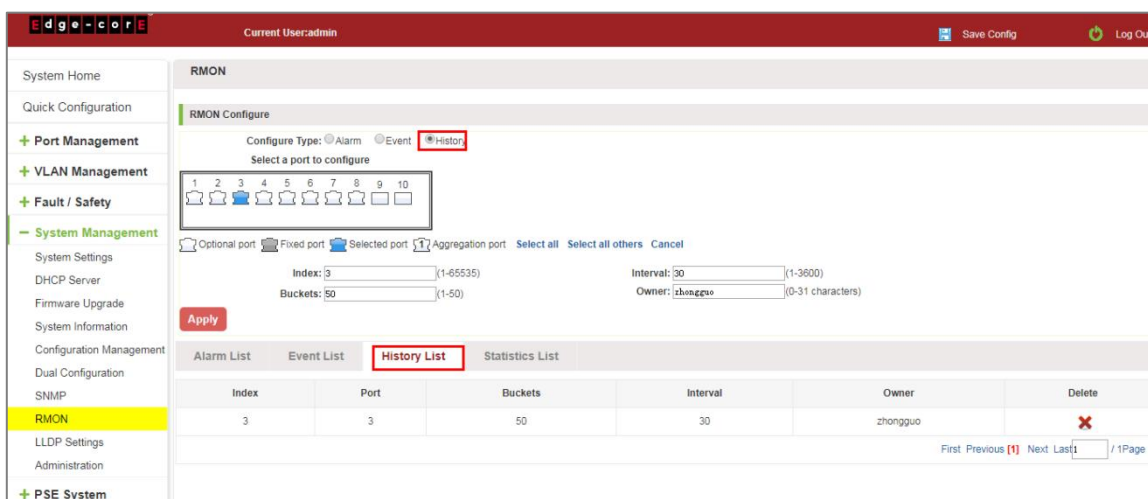 Edge-corE
Current User:admin
Save Config
Log Ou
System Home
Quick Configuration
+ Port Management
+ VLAN Management
+ Fault / Safety
− System Management
System Settings
DHCP Server
Firmware Upgrade
System Information
Configuration Management
Dual Configuration
SNMP
RMON
LLDP Settings
Administration
+ PSE System
RMON
RMON Configure
Configure Type: Alarm Event History
Select a port to configure
1 2 3 4 5 6 7 8 9 10
Optional port Fixed port Selected port 1 Aggregation port Select all Select all others Cancel
Index: 3 (1-65535) Interval: 30 (1-3600)
Buckets: 50 (1-50) Owner: zhongguo (0-31 characters)
Apply
Alarm List Event List History List Statistics List
Index Port Buckets Interval Owner Delete
3 3 50 30 zhongguo
First Previous [1] Next Last 1 / 1Page